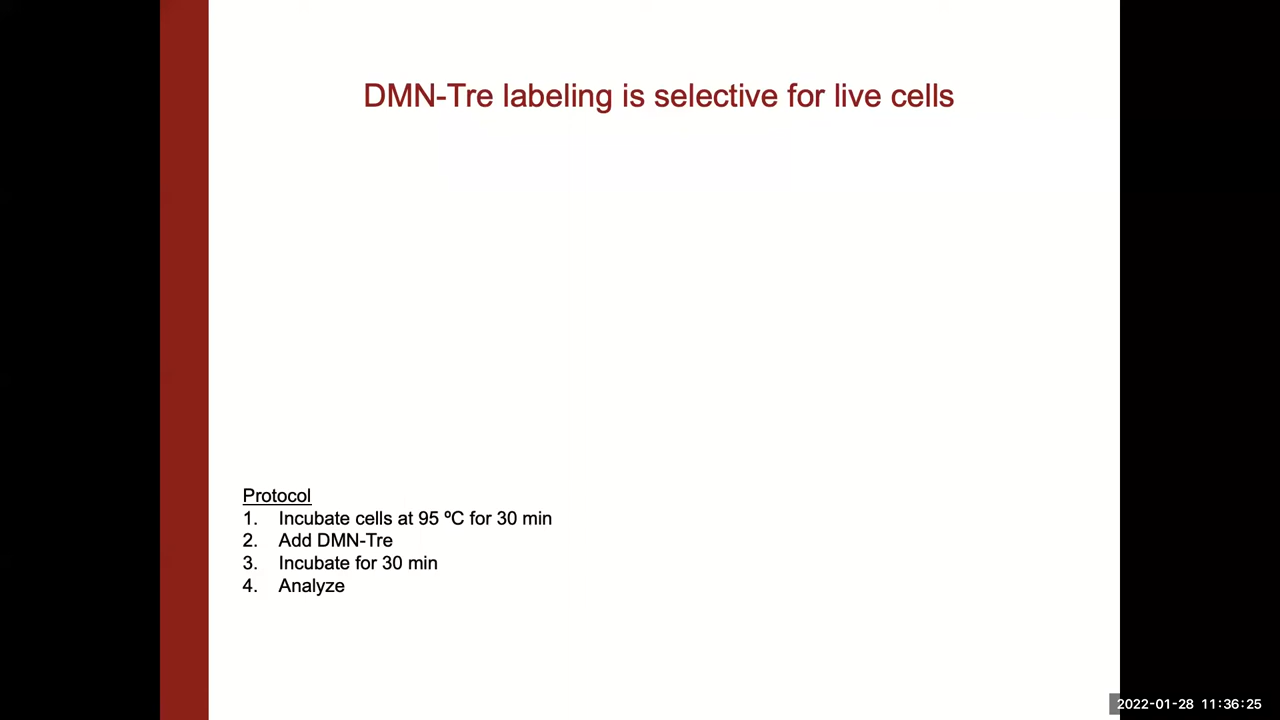 DMN-Tre labeling is selective for live cells
Protocol
1. Incubate cells at 95 ºC for 30 min
2. Add DMN-Tre
3. Incubate for 30 min
4. Analyze
2022-01-28 11:36:25